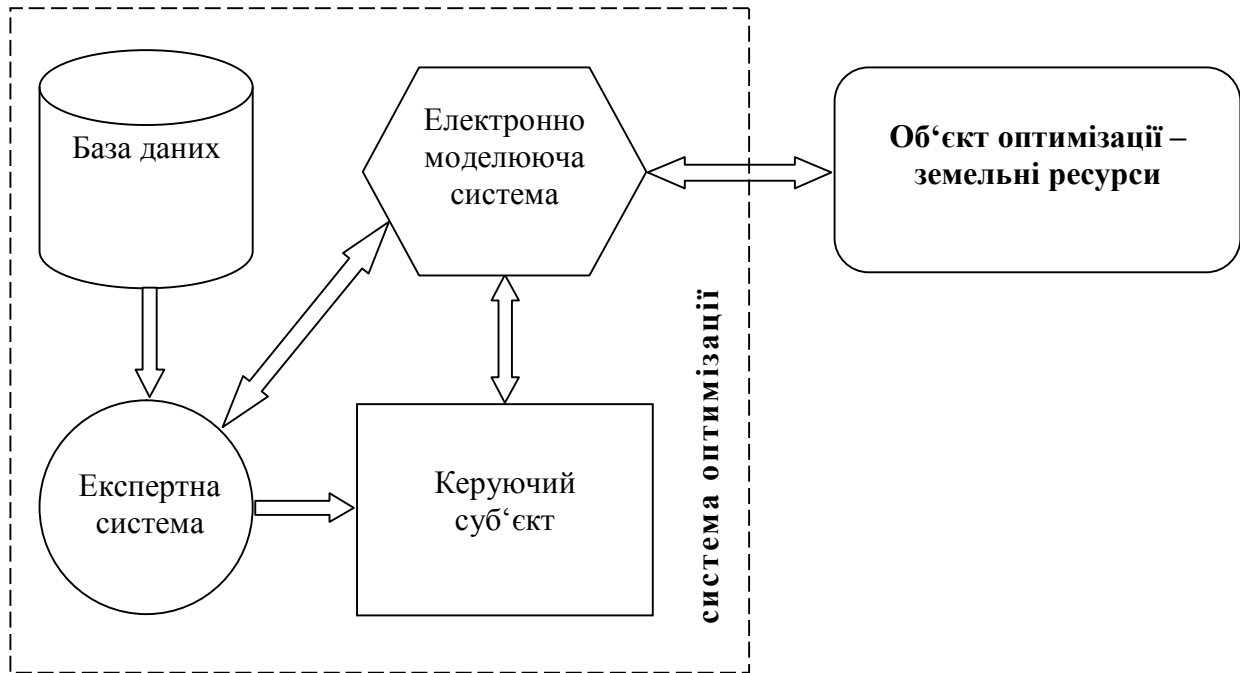 База даних
Електронно
моделююча
система
Об‘єкт оптимізації –
земельні ресурси
Експертна
система
Керуючий
суб‘єкт
система оптимізації